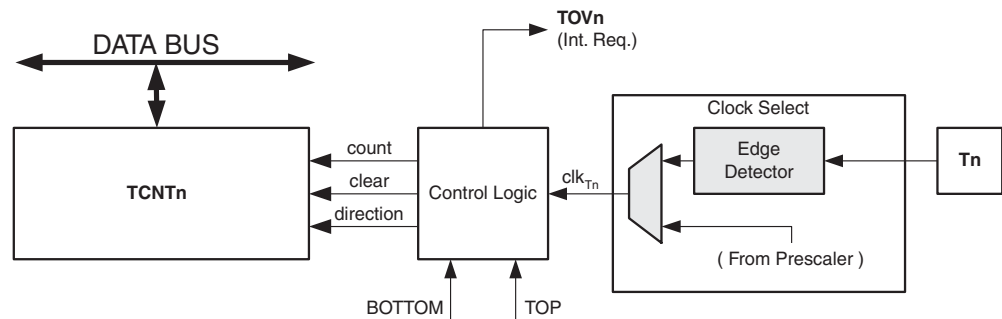 TOVn
(Int. Req.)
DATA BUS
Clock Select
count
clear
direction
TCNTn
Control Logic
clkTn
Edge
Detector
Tn
( From Prescaler )
BOTTOM
TOP